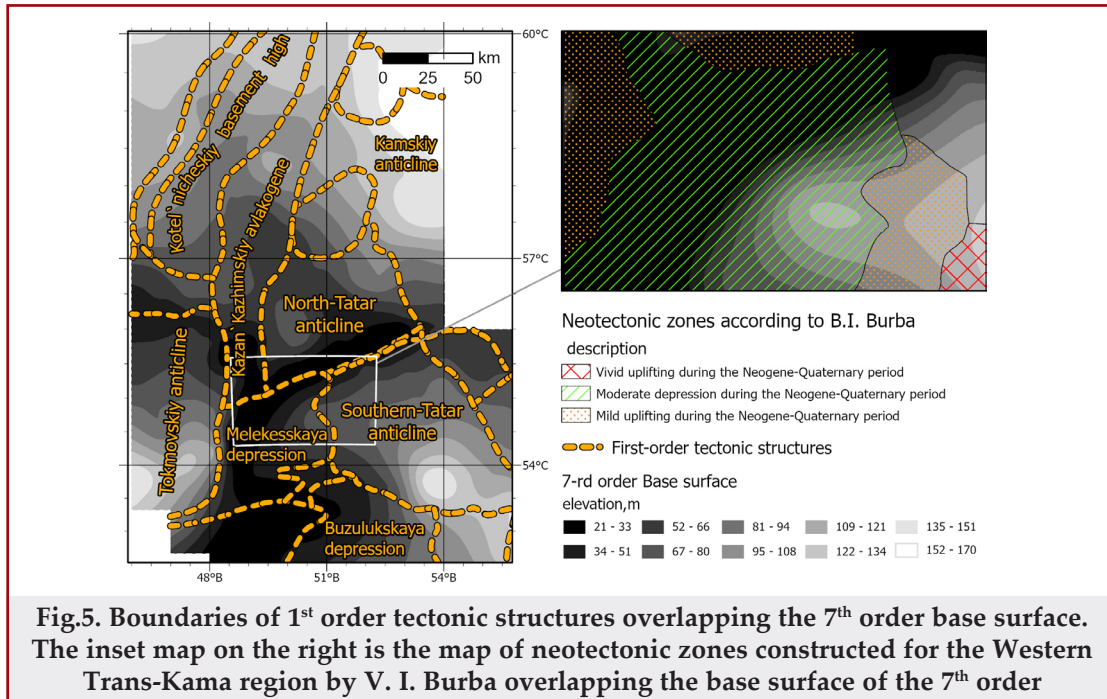 60°С
km
0 25 50
Kotel`nicheskiy basement high
Kamskiy
anticline
57°С
Kazan`Kazhimskiy avlakogene
North-Tatar
anticline
Tokmovskiy anticline
Southern-Tatar
anticline
Melekesskaya
depression
54°С
Buzulukskaya
depression
48°В 51°В 54°В
Neotectonic zones according to B.I. Burba
description
Vivid uplifting during the Neogene-Quaternary period
Moderate depression during the Neogene-Quaternary period
Mild uplifting during the Neogene-Quaternary period
First-order tectonic structures
7-rd order Base surface
elevation,m
21 - 33 52 - 66 81 - 94 109 - 121 135 - 151
34 - 51 67 - 80 95 - 108 122 - 134 152 - 170
Fig.5. Boundaries of 1st order tectonic structures overlapping the 7th order base surface.
The inset map on the right is the map of neotectonic zones constructed for the Western
Trans-Kama region by V. I. Burba overlapping the base surface of the 7th order